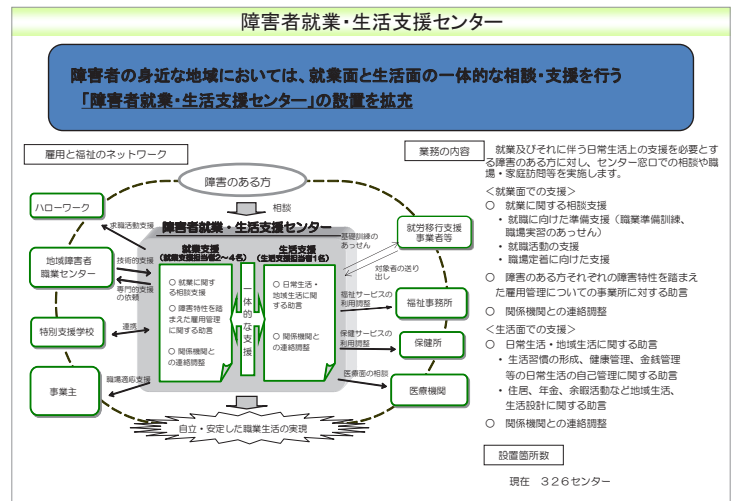 障害者就業・生活支援センター
障害者の身近な地域においては、就業面と生活面の一体的な相談・支援を行う
「障害者就業・生活支援センター」の設置を拡充
雇用と福祉のネットワーク
障害のある方
相談
ハローワーク
地域障害者
職業センター
特別支援学校
事業主
求職活動支援
技術的支援
専門的支援
の依頼
連携
職場適応支援
障害者就業・生活支援センター
就業支援
(就業支援担当者2～4名)
○ 就業に関す
る相談支援
○ 障害特性を踏
まえた雇用管理
に関する助言
○ 関係機関と
の連絡調整
一体的な支援
生活支援
(生活支援担当者1名)
○ 日常生活・
地域生活に関
する助言
○ 関係機関と
の連絡調整
基礎訓練の
あっせん
対象者の送り
出し
福祉サービスの
利用調整
保健サービスの
利用調整
医療面の相談
就労移行支援
事業者等
福祉事務所
保健所
医療機関
自立・安定した職業生活の実現
業務の内容
就業及びそれに伴う日常生活上の支援を必要とす
る障害のある方に対し、センター窓口での相談や職
場・家庭訪問等を実施します。
＜就業面での支援＞
○ 就業に関する相談支援
・ 就職に向けた準備支援（職業準備訓練、
職場実習のあっせん）
・ 就職活動の支援
・ 職場定着に向けた支援
○ 障害のある方それぞれの障害特性を踏まえ
た雇用管理についての事業所に対する助言
○ 関係機関との連絡調整
＜生活面での支援＞
○ 日常生活・地域生活に関する助言
・ 生活習慣の形成、健康管理、金銭管理
等の日常生活の自己管理に関する助言
・ 住居、年金、余暇活動など地域生活、
生活設計に関する助言
○ 関係機関との連絡調整
設置箇所数
現在 ３２６センター